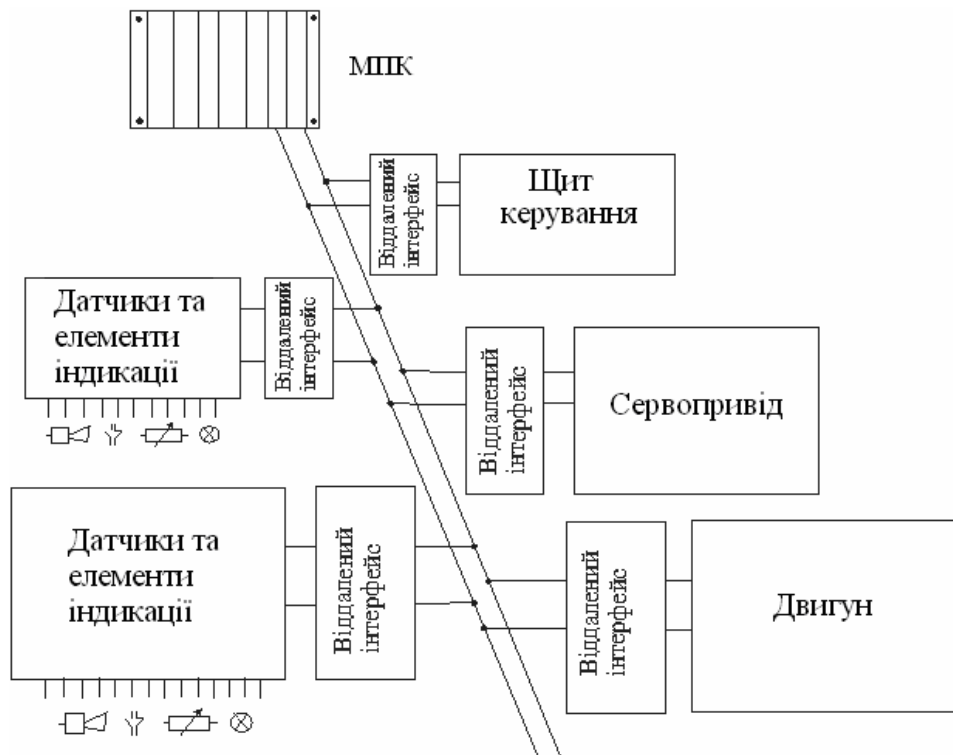 МПК
Віддалений
інтерфейс
Щит
керування
Датчики та
елементи
індикації
Віддалений
інтерфейс
Віддалений
інтерфейс
Сервопривід
Датчики та
елементи
індикації
Віддалений
інтерфейс
Віддалений
інтерфейс
Двигун